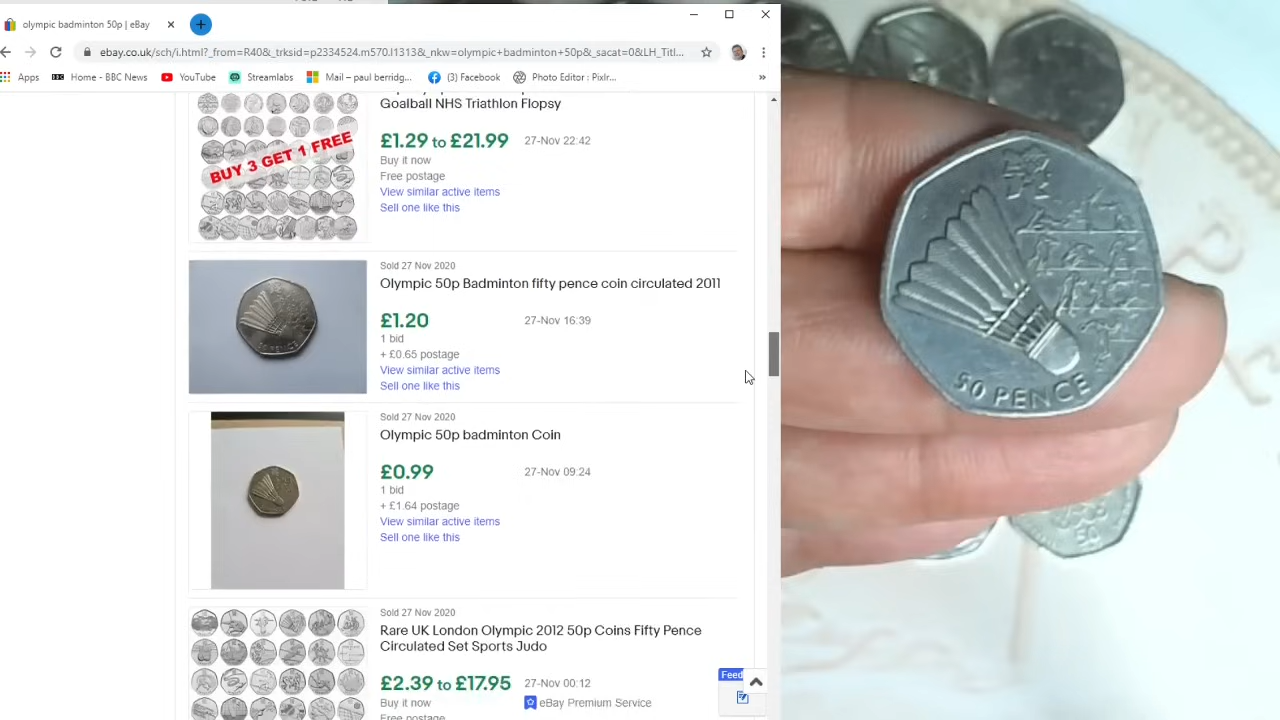 olympic badminton 50p | eBay
ebay.co.uk/sch/i.html?_from=R40&_trksid=p2334524.m570.l1313&_nkw=olympic+badminton+50p&_sacat=0&LH_Titl...
Apps Home - BBC News YouTube Streamlabs Mail – paul berridg... (3) Facebook Photo Editor : Pixlr... »
Goalball NHS Triathlon Flopsy
BUY 3 GET 1 FREE
£1.29 to £21.99 27-Nov 22:42
Buy it now
Free postage
View similar active items
Sell one like this
Sold 27 Nov 2020
Olympic 50p Badminton fifty pence coin circulated 2011
£1.20 27-Nov 16:39
1 bid
+ £0.65 postage
View similar active items
Sell one like this
Sold 27 Nov 2020
Olympic 50p badminton Coin
£0.99 27-Nov 09:24
1 bid
+ £1.64 postage
View similar active items
Sell one like this
Sold 27 Nov 2020
Rare UK London Olympic 2012 50p Coins Fifty Pence
Circulated Set Sports Judo
£2.39 to £17.95 27-Nov 00:12
Buy it now eBay Premium Service
Free postage
Feed
50 PENCE
50 PENCE
50